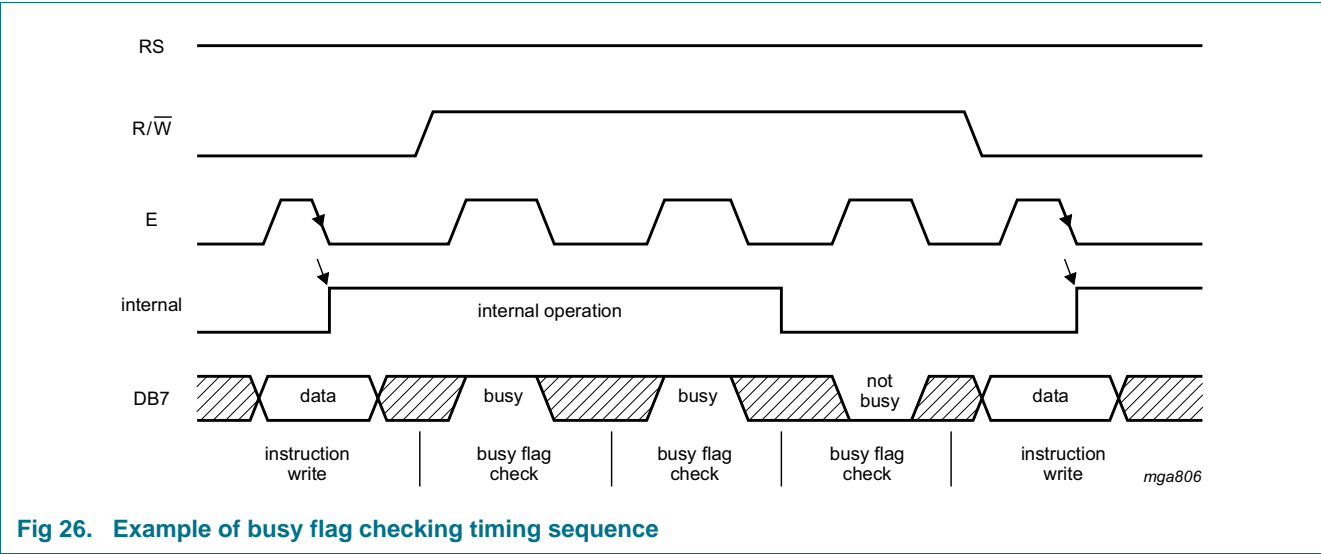 RS
R/W̅
E
internal
internal operation
DB7
data
busy
busy
not
busy
data
instruction
write
busy flag
check
busy flag
check
busy flag
check
instruction
write
mga806
Fig 26. Example of busy flag checking timing sequence